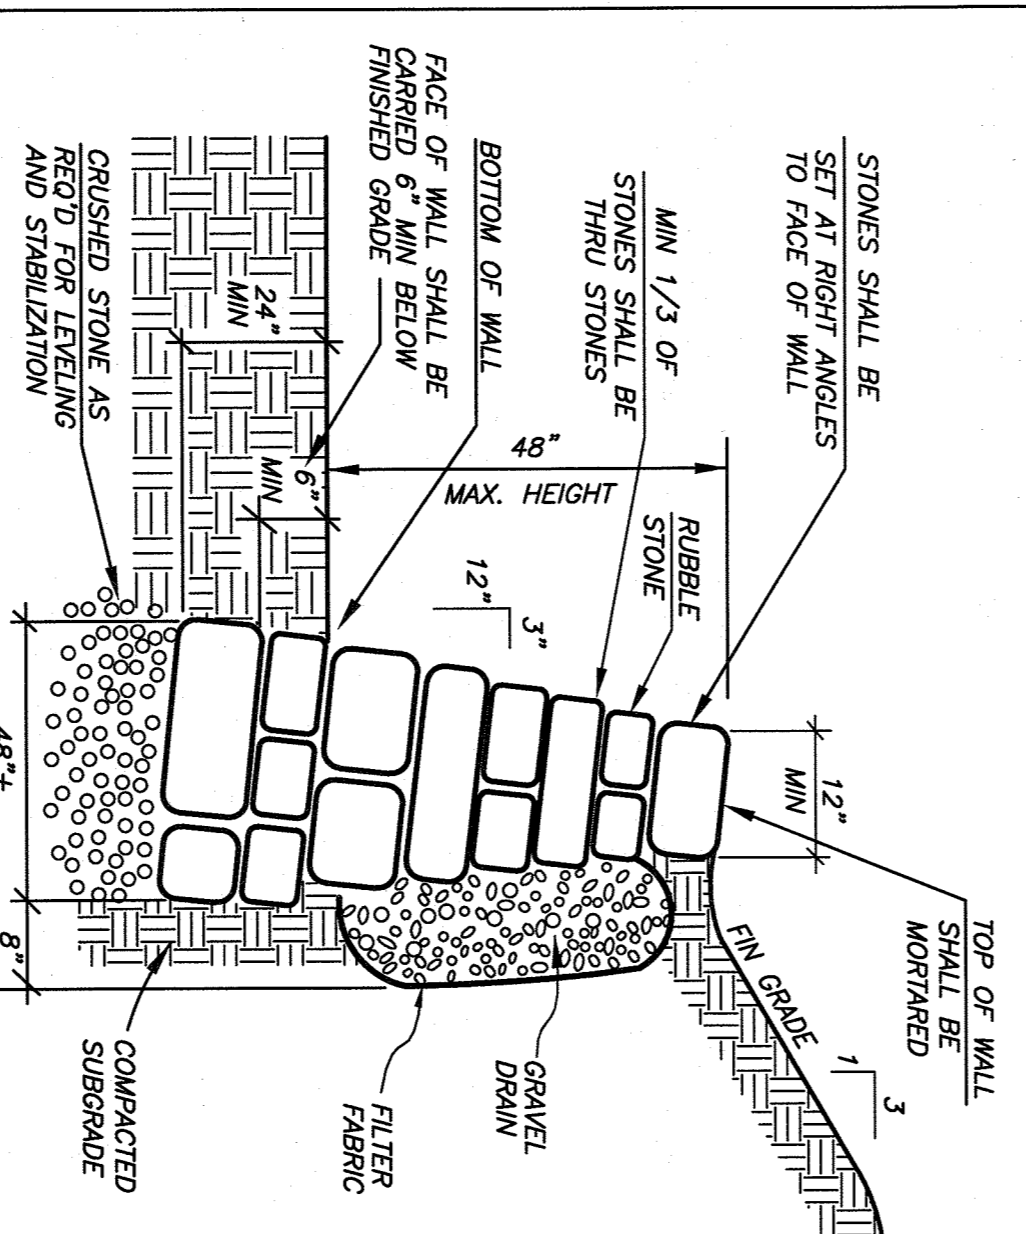 STONES SHALL BE
SET AT RIGHT ANGLES
TO FACE OF WALL
TOP OF WALL
SHALL BE
MORTARED
12"
MIN
FIN GRADE
1
3
MIN 1/3 OF
STONES SHALL BE
THRU STONES
RUBBLE
STONE
48"
MAX. HEIGHT
3"
12"
GRAVEL
DRAIN
BOTTOM OF WALL
FACE OF WALL SHALL BE
CARRIED 6" MIN BELOW
FINISHED GRADE
6"
MIN
24"
MIN
FILTER
FABRIC
CRUSHED STONE AS
REQ'D FOR LEVELING
AND STABILIZATION
48"+
8"
COMPACTED
SUBGRADE